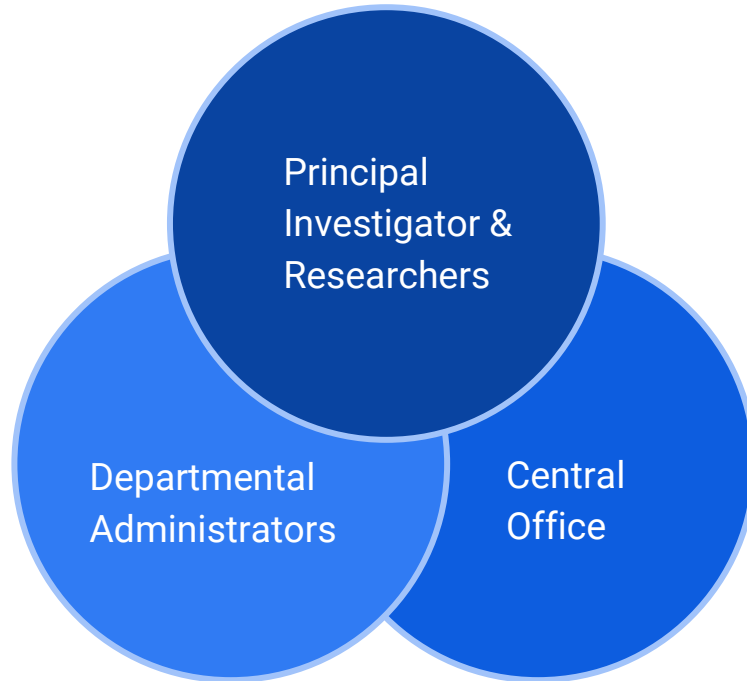 Principal
Investigator &
Researchers
Departmental
Administrators
Central
Office